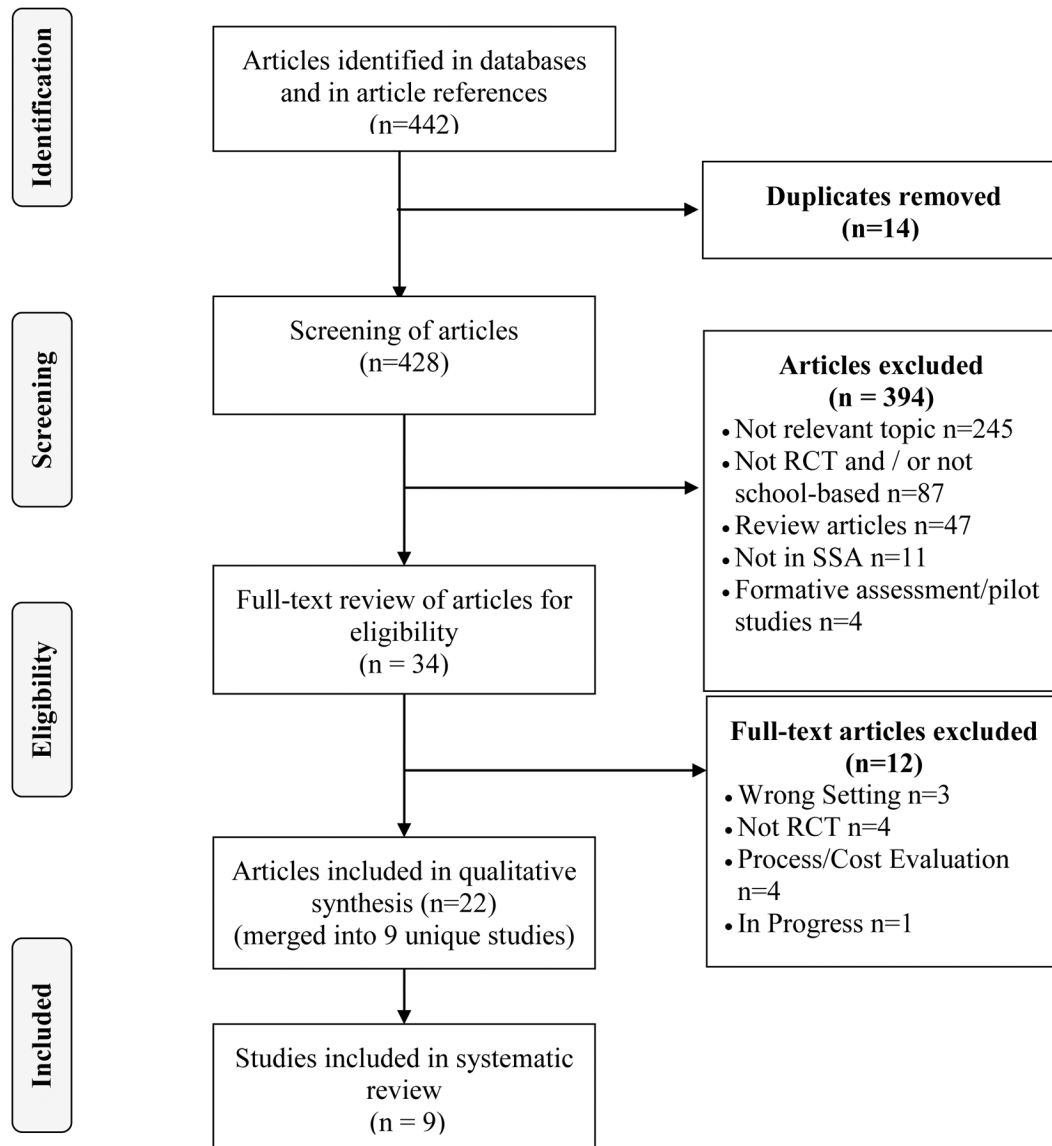 Identification
Articles identified in databases
and in article references
(n=442)
Duplicates removed
(n=14)
Screening
Screening of articles
(n=428)
Articles excluded
(n = 394)
• Not relevant topic n=245
• Not RCT and / or not
school-based n=87
• Review articles n=47
• Not in SSA n=11
• Formative assessment/pilot
studies n=4
Eligibility
Full-text review of articles for
eligibility
(n = 34)
Full-text articles excluded
(n=12)
• Wrong Setting n=3
• Not RCT n=4
• Process/Cost Evaluation
n=4
• In Progress n=1
Articles included in qualitative
synthesis (n=22)
(merged into 9 unique studies)
Included
Studies included in systematic
review
(n = 9)